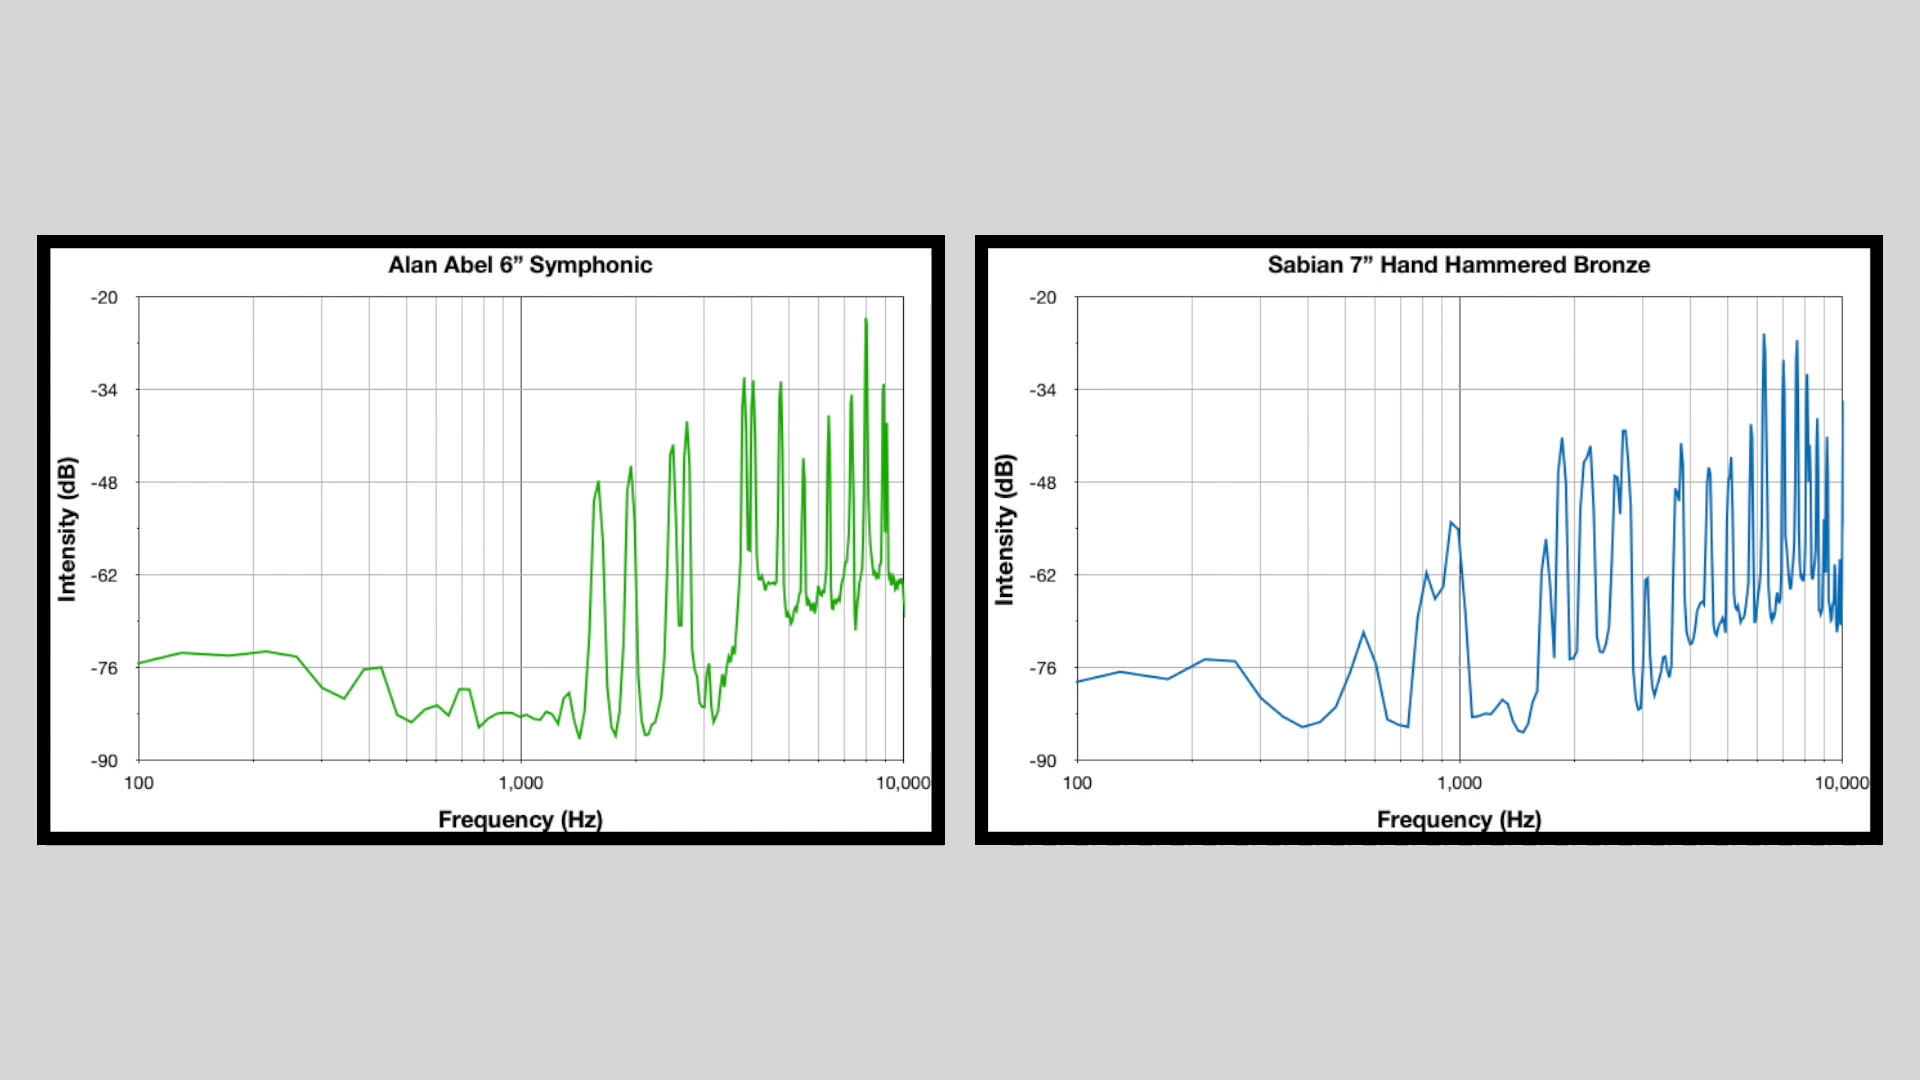 Alan Abel 6” Symphonic
-20
-34
-48
-62
-76
-90
Intensity (dB)
100 1,000 10,000
Frequency (Hz)
Sabian 7” Hand Hammered Bronze
-20
-34
-48
-62
-76
-90
Intensity (dB)
100 1,000 10,000
Frequency (Hz)